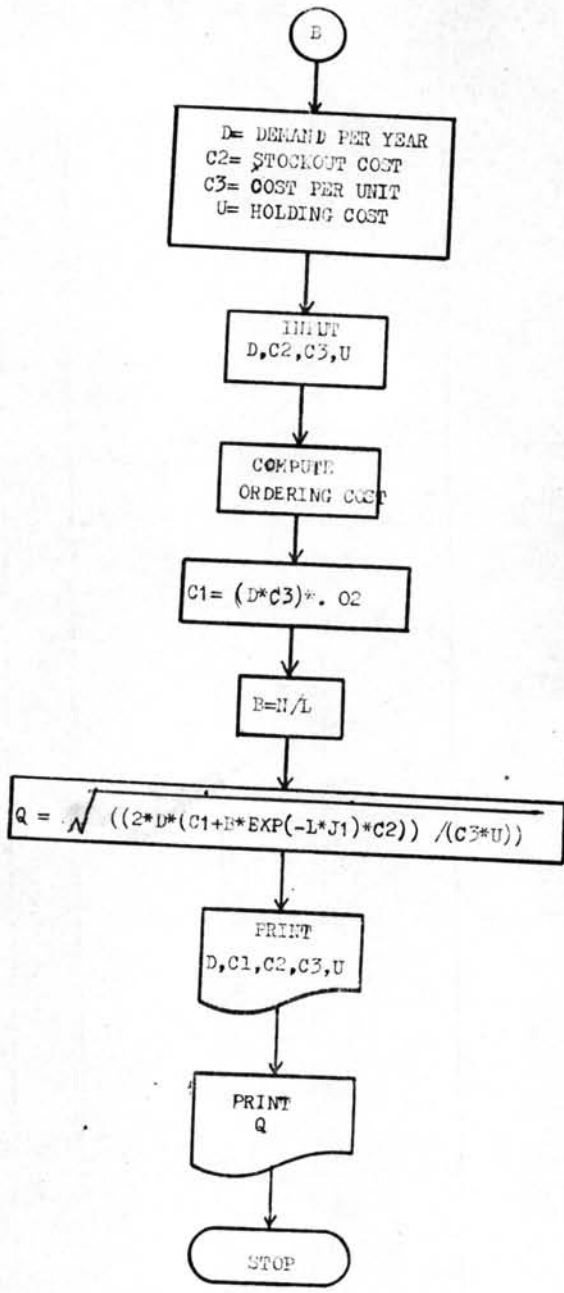 B
D= DEMAND PER YEAR
C2= STOCKOUT COST
C3= COST PER UNIT
U= HOLDING COST
INPUT
D,C2,C3,U
COMPUTE
ORDERING COST
C1= (D*C3)*. 02
B=N/L
Q = √((2*D*(C1+B*EXP(-L*J1)*C2)) /(C3*U))
PRINT
D,C1,C2,C3,U
PRINT
Q
STOP